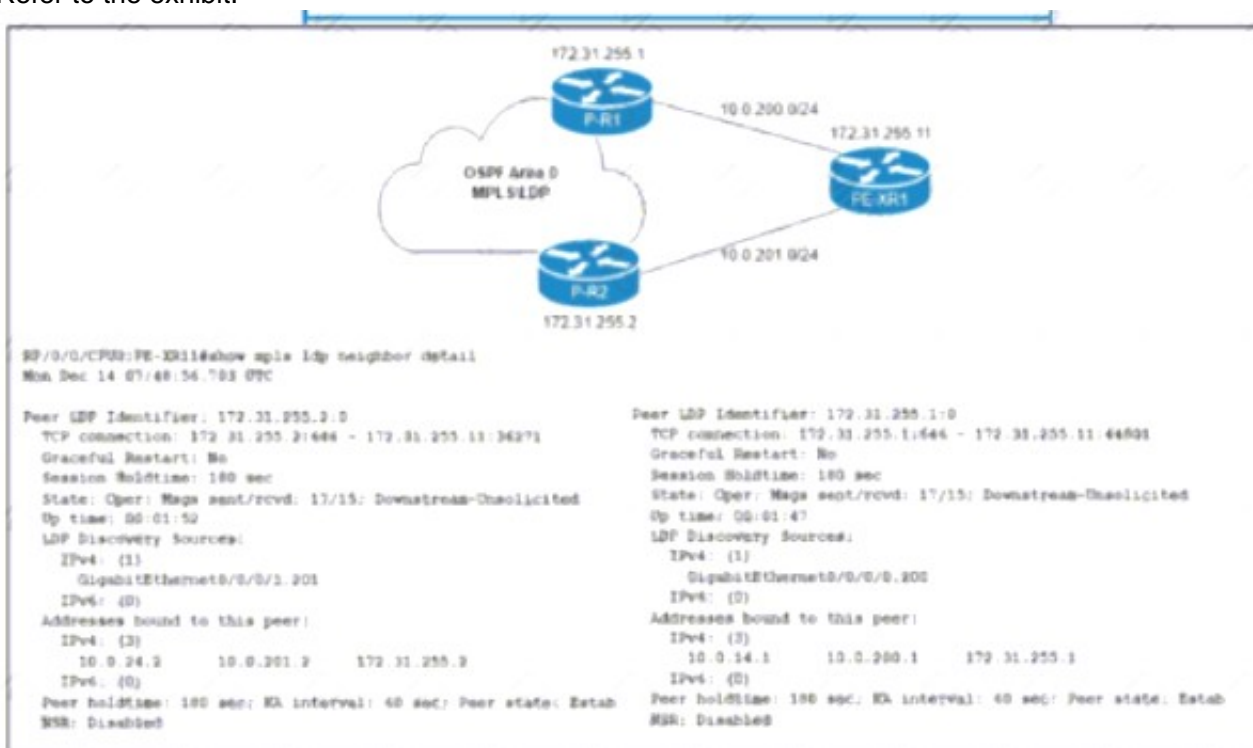 Refer to the exhibit.
172.31.255.1
P-R1
10.0.200.0/24
172.31.255.11
PE-XR1
OSPF Area 0
MPLS\LDP
10.0.201.0/24
P-R2
172.31.255.2
RP/0/0/CPU0:PE-XR11#show mpls ldp neighbor detail
Mon Dec 14 07:48:56.703 UTC
Peer LDP Identifier: 172.31.255.2:0
TCP connection: 172.31.255.2:646 - 172.31.255.11:36271
Graceful Restart: No
Session Holdtime: 180 sec
State: Oper; Msgs sent/rcvd: 17/15; Downstream-Unsolicited
Up time: 00:01:52
LDP Discovery Sources:
IPv4: (1)
GigabitEthernet0/0/0/1.201
IPv6: (0)
Addresses bound to this peer:
IPv4: (3)
10.0.24.2 10.0.201.2 172.31.255.2
IPv6: (0)
Peer holdtime: 180 sec; KA interval: 60 sec; Peer state: Estab
NSR: Disabled
Peer LDP Identifier: 172.31.255.1:0
TCP connection: 172.31.255.1:646 - 172.31.255.11:44801
Graceful Restart: No
Session Holdtime: 180 sec
State: Oper; Msgs sent/rcvd: 17/15; Downstream-Unsolicited
Up time: 00:01:47
LDP Discovery Sources:
IPv4: (1)
GigabitEthernet0/0/0/0.200
IPv6: (0)
Addresses bound to this peer:
IPv4: (3)
10.0.14.1 10.0.200.1 172.31.255.1
IPv6: (0)
Peer holdtime: 180 sec; KA interval: 60 sec; Peer state: Estab
NSR: Disabled